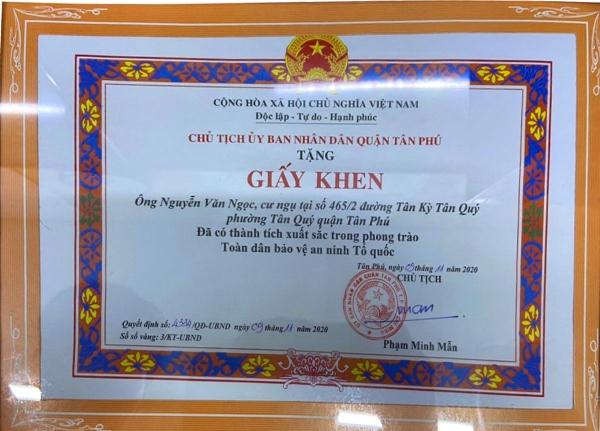 CỘNG HÒA XÃ HỘI CHỦ NGHĨA VIỆT NAM
Độc lập - Tự do - Hạnh phúc
CHỦ TỊCH ỦY BAN NHÂN DÂN QUẬN TÂN PHÚ
TẶNG
GIẤY KHEN
Ông Nguyễn Văn Ngọc, cư ngụ tại số 465/2 đường Tân Kỳ Tân Quý
phường Tân Quý quận Tân Phú
Đã có thành tích xuất sắc trong phong trào
Toàn dân bảo vệ an ninh Tổ quốc
Tân Phú, ngày 09 tháng 11 năm 2020
CHỦ TỊCH
Quyết định số: /QĐ-UBND ngày 09 tháng 11 năm 2020
Số sổ vàng: 3/KT-UBND
Phạm Minh Mẫn